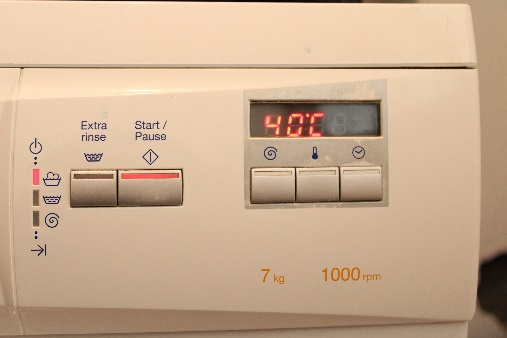 Extra
rinse
Start /
Pause
40°C
7 kg
1000 rpm